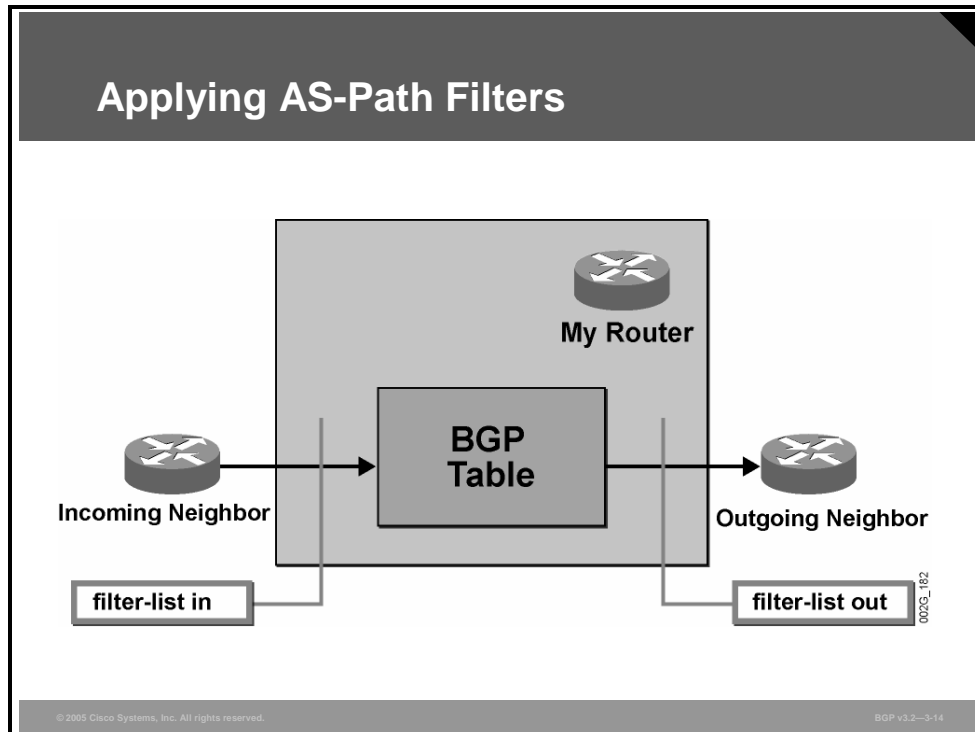 Applying AS-Path Filters
My Router
BGP
Table
Incoming Neighbor
Outgoing Neighbor
filter-list in
filter-list out
002G_182
© 2005 Cisco Systems, Inc. All rights reserved.
BGP v3.2—3-14